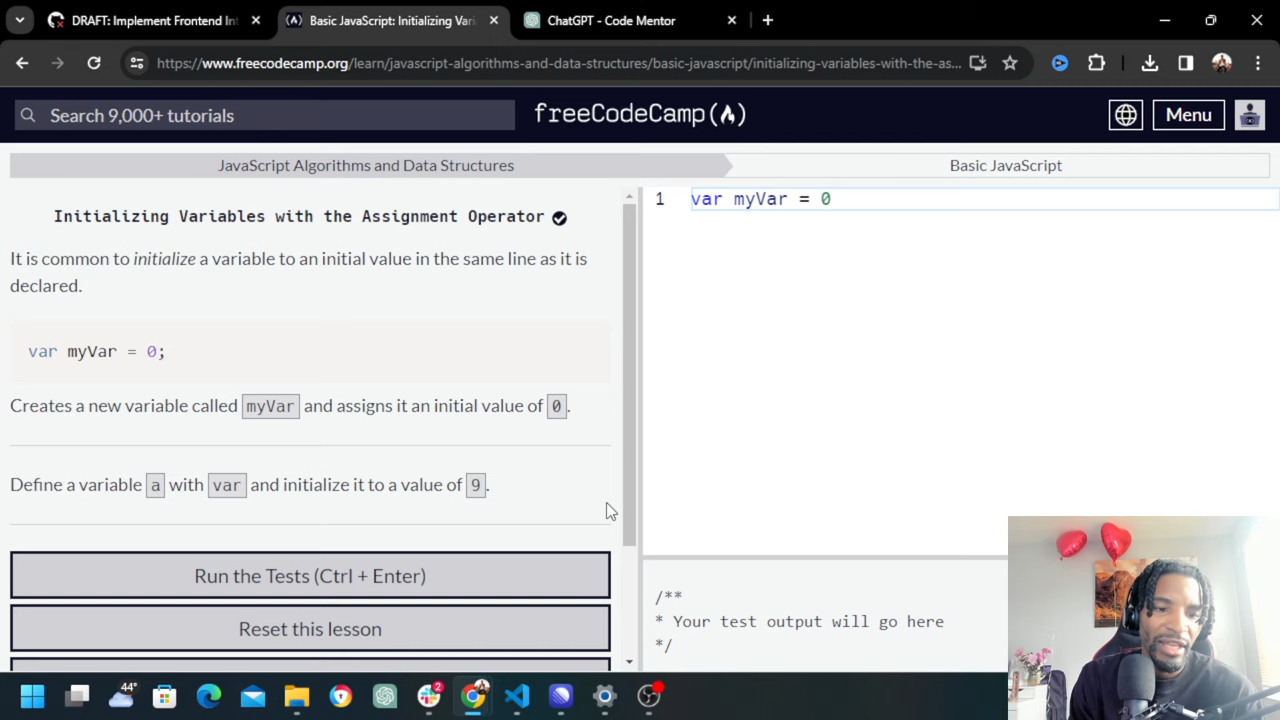 DRAFT: Implement Frontend In
Basic JavaScript: Initializing Vari
ChatGPT - Code Mentor
https://www.freecodecamp.org/learn/javascript-algorithms-and-data-structures/basic-javascript/initializing-variables-with-the-as...
Search 9,000+ tutorials
freeCodeCamp
Menu
JavaScript Algorithms and Data Structures
Basic JavaScript
Initializing Variables with the Assignment Operator
It is common to initialize a variable to an initial value in the same line as it is
declared.
var myVar = 0;
Creates a new variable called myVar and assigns it an initial value of 0.
Define a variable a with var and initialize it to a value of 9.
Run the Tests (Ctrl + Enter)
Reset this lesson
1 var myVar = 0
/**
* Your test output will go here
*/
44°
2